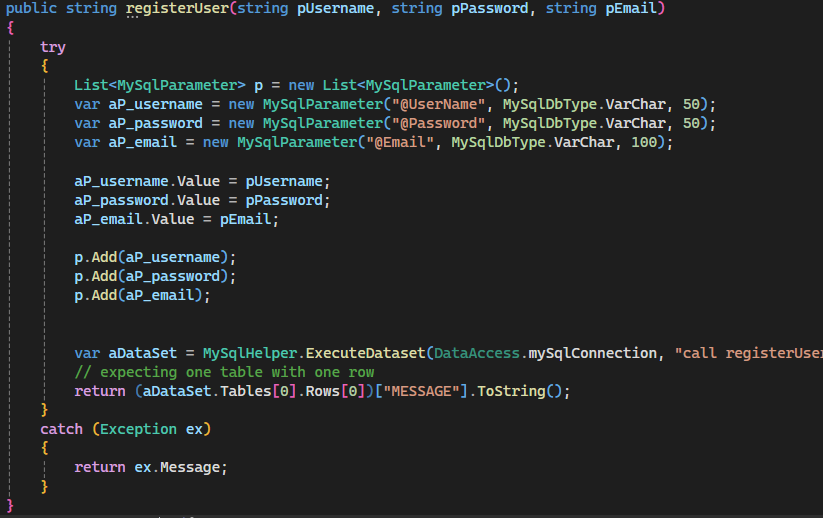 public string registerUser(string pUsername, string pPassword, string pEmail)
{
try
{
List<MySqlParameter> p = new List<MySqlParameter>();
var aP_username = new MySqlParameter("@UserName", MySqlDbType.VarChar, 50);
var aP_password = new MySqlParameter("@Password", MySqlDbType.VarChar, 50);
var aP_email = new MySqlParameter("@Email", MySqlDbType.VarChar, 100);
aP_username.Value = pUsername;
aP_password.Value = pPassword;
aP_email.Value = pEmail;
p.Add(aP_username);
p.Add(aP_password);
p.Add(aP_email);
var aDataSet = MySqlHelper.ExecuteDataset(DataAccess.mySqlConnection, "call registerUser
// expecting one table with one row
return (aDataSet.Tables[0].Rows[0])["MESSAGE"].ToString();
}
catch (Exception ex)
{
return ex.Message;
}
}